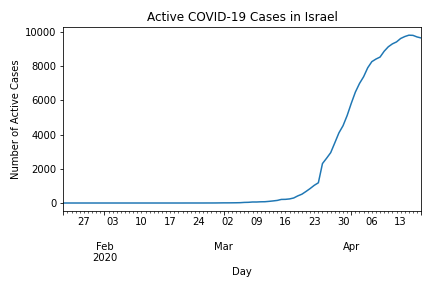 Active COVID-19 Cases in Israel
Number of Active Cases
10000
8000
6000
4000
2000
0
27 03 10 17 24 02 09 16 23 30 06 13
Feb Mar Apr
2020
Day